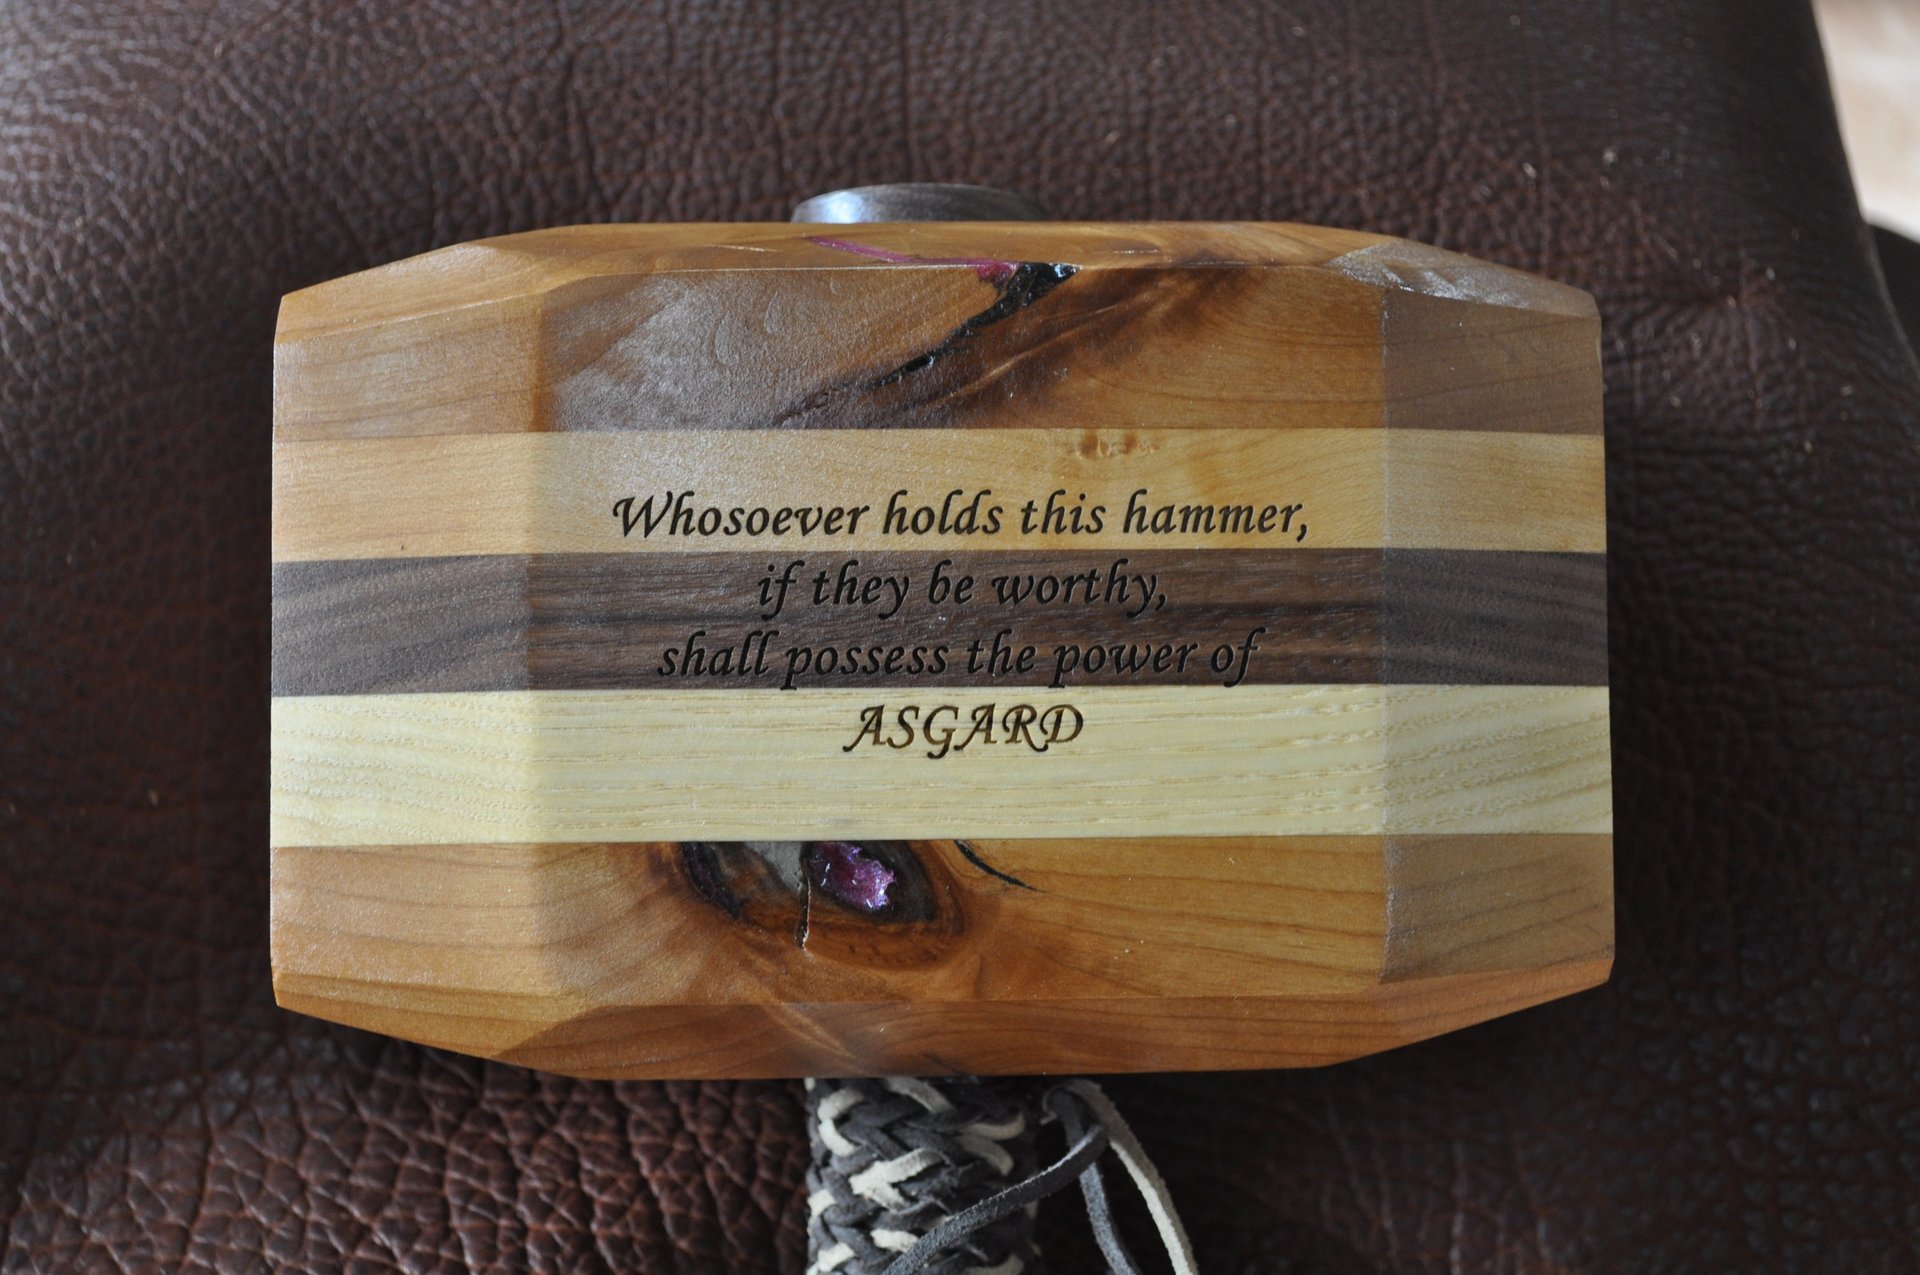 Whosoever holds this hammer,
if they be worthy,
shall possess the power of
ASGARD